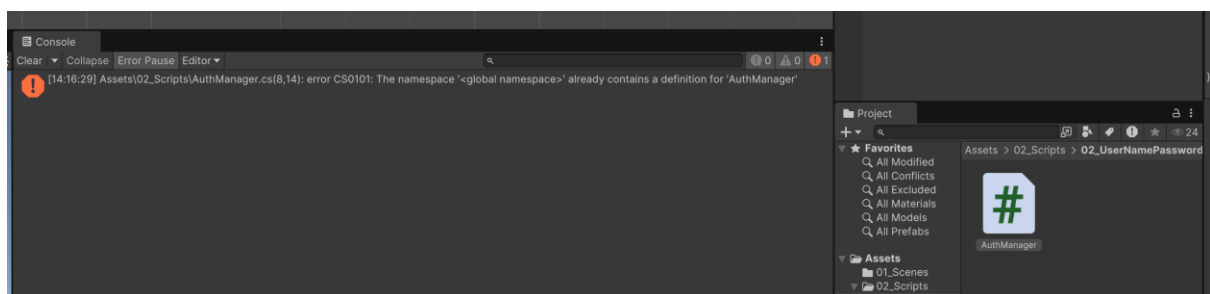 Console
Clear Collapse Error Pause Editor 0 0 1
[14:16:29] Assets\02_Scripts\AuthManager.cs(8,14): error CS0101: The namespace '<global namespace>' already contains a definition for 'AuthManager'
Project
24
Favorites
All Modified
All Conflicts
All Excluded
All Materials
All Models
All Prefabs
Assets
01_Scenes
02_Scripts
Assets > 02_Scripts > 02_UserNamePassword
#
AuthManager